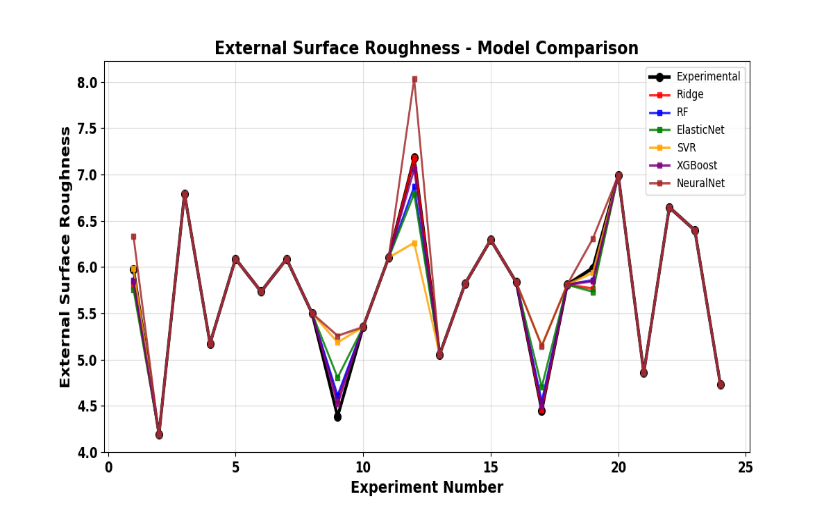 External Surface Roughness - Model Comparison
External Surface Roughness
8.0
7.5
7.0
6.5
6.0
5.5
5.0
4.5
4.0
Experimental
Ridge
RF
ElasticNet
SVR
XGBoost
NeuralNet
0 5 10 15 20 25
Experiment Number